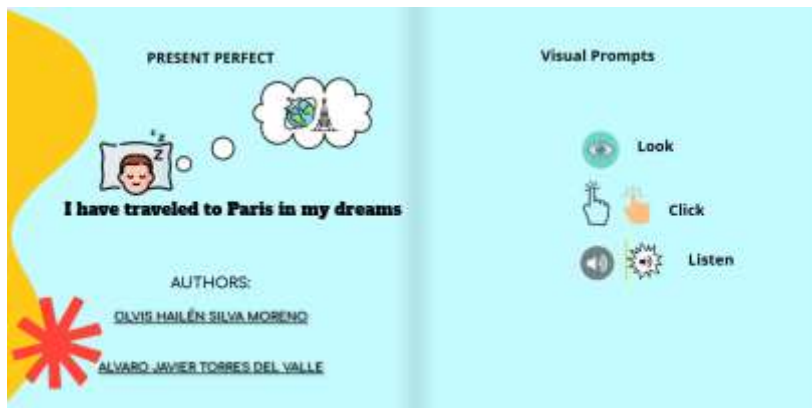 PRESENT PERFECT
z z
Z
I have traveled to Paris in my dreams
AUTHORS:
OLVIS HAILÉN SILVA MORENO
ALVARO JAVIER TORRES DEL VALLE
Visual Prompts
Look
Click
Listen